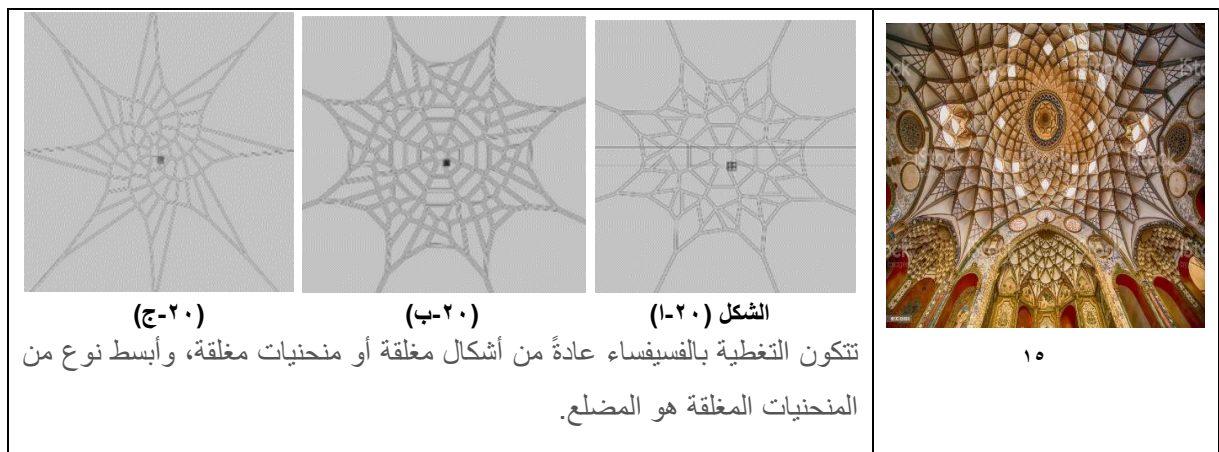 الشكل (٢٠-ا) (٢٠-ب) (٢٠-ج)
تتكون التغطية بالفسيفساء عادةً من أشكال مغلقة أو منحنيات مغلقة، وأبسط نوع من
المنحنيات المغلقة هو المضلع.
iStock
١٥